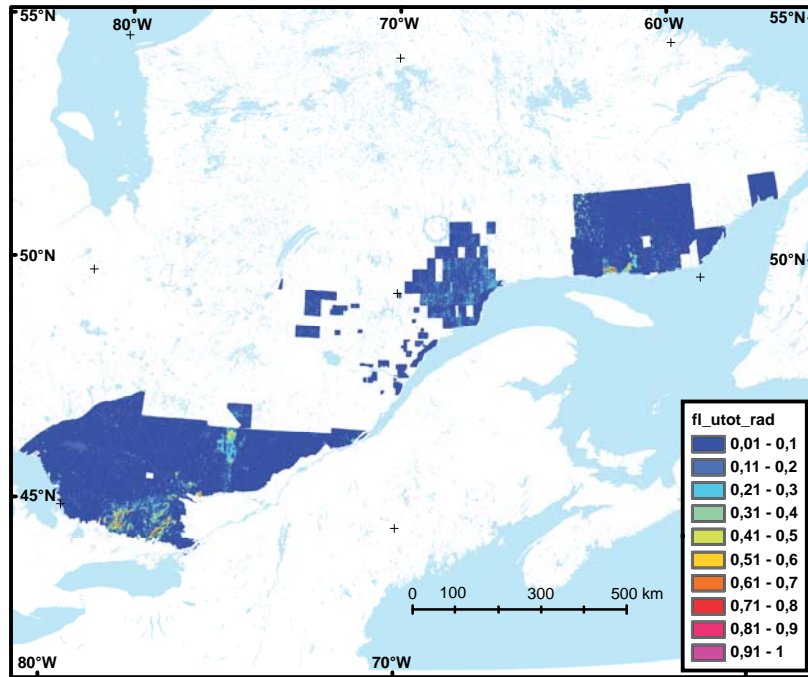 55°N
80°W
70°W
60°W
55°N
50°N
50°N
45°N
fl_utot_rad
0,01 - 0,1
0,11 - 0,2
0,21 - 0,3
0,31 - 0,4
0,41 - 0,5
0,51 - 0,6
0,61 - 0,7
0,71 - 0,8
0,81 - 0,9
0,91 - 1
0 100 300 500 km
80°W
70°W